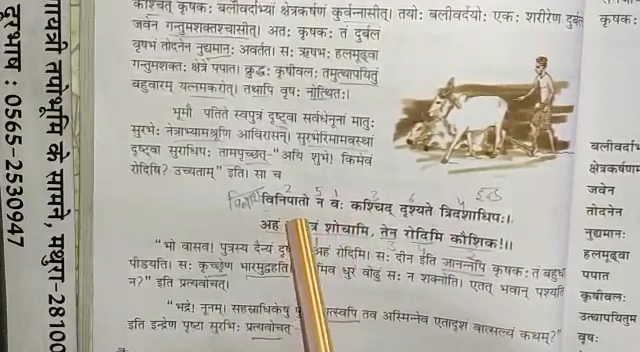 कश्चित् कृषकः बलीवर्दाभ्यां क्षेत्रकर्षणं कुर्वन्नासीत्। तयोः बलीवर्दयोः एकः शरीरेण दुर्बलः
जवेन गन्तुमशक्तश्चासीत्। अतः कृषकः तं दुर्बलं
वृषभं तोदनेन नुद्यमानः अवर्तत। सः ऋषभः हलमूढ्वा
गन्तुमशक्तः क्षेत्रे पपात। क्रुद्धः कृषीवलः तमुत्थापयितुं
बहुवारम् यत्नमकरोत्। तथापि वृषः नोत्थितः।
भूमौ पतिते स्वपुत्रं दृष्ट्वा सर्वधेनूनां मातुः
सुरभेः नेत्राभ्यामश्रूणि आविरासन्। सुरभेरिमामवस्थां
दृष्ट्वा सुराधिपः तामपृच्छत्-"अयि शुभे! किमेवं
रोदिषि? उच्यताम्" इति। सा च
विनिपातो न वः कश्चिद् दृश्यते त्रिदशाधिपः।
अहं शोचामि, तेन रोदिमि कौशिक!।।
"भो वासव! पुत्रस्य दैन्यं अहं रोदिमि। सः दीन इति जानन्नपि कृषकः तं बहुधा
पीडयति। सः कृच्छ्रेण भारमुद्वहति। धुरं वोढुं सः न शक्नोति। एतत् भवान् पश्यति
न?" इति प्रत्यवोचत्।
"भद्रे! नूनम्। सहस्राधिकेषु तव अस्मिन्नेव एतादृशं वात्सल्यं कथम्?"
इति इन्द्रेण पृष्टा सुरभिः प्रत्यवोचत्
कृषकः
बलीवर्दाभ
क्षेत्रकर्षणम
जवेन
तोदनेन
नुद्यमानः
हलमूढ्वा
पपात
कृषीवलः
उत्थापयितुम
वृषः
गायत्री तपोभूमि के सामने, मथुरा-28100
दूरभाष : 0565-2530947